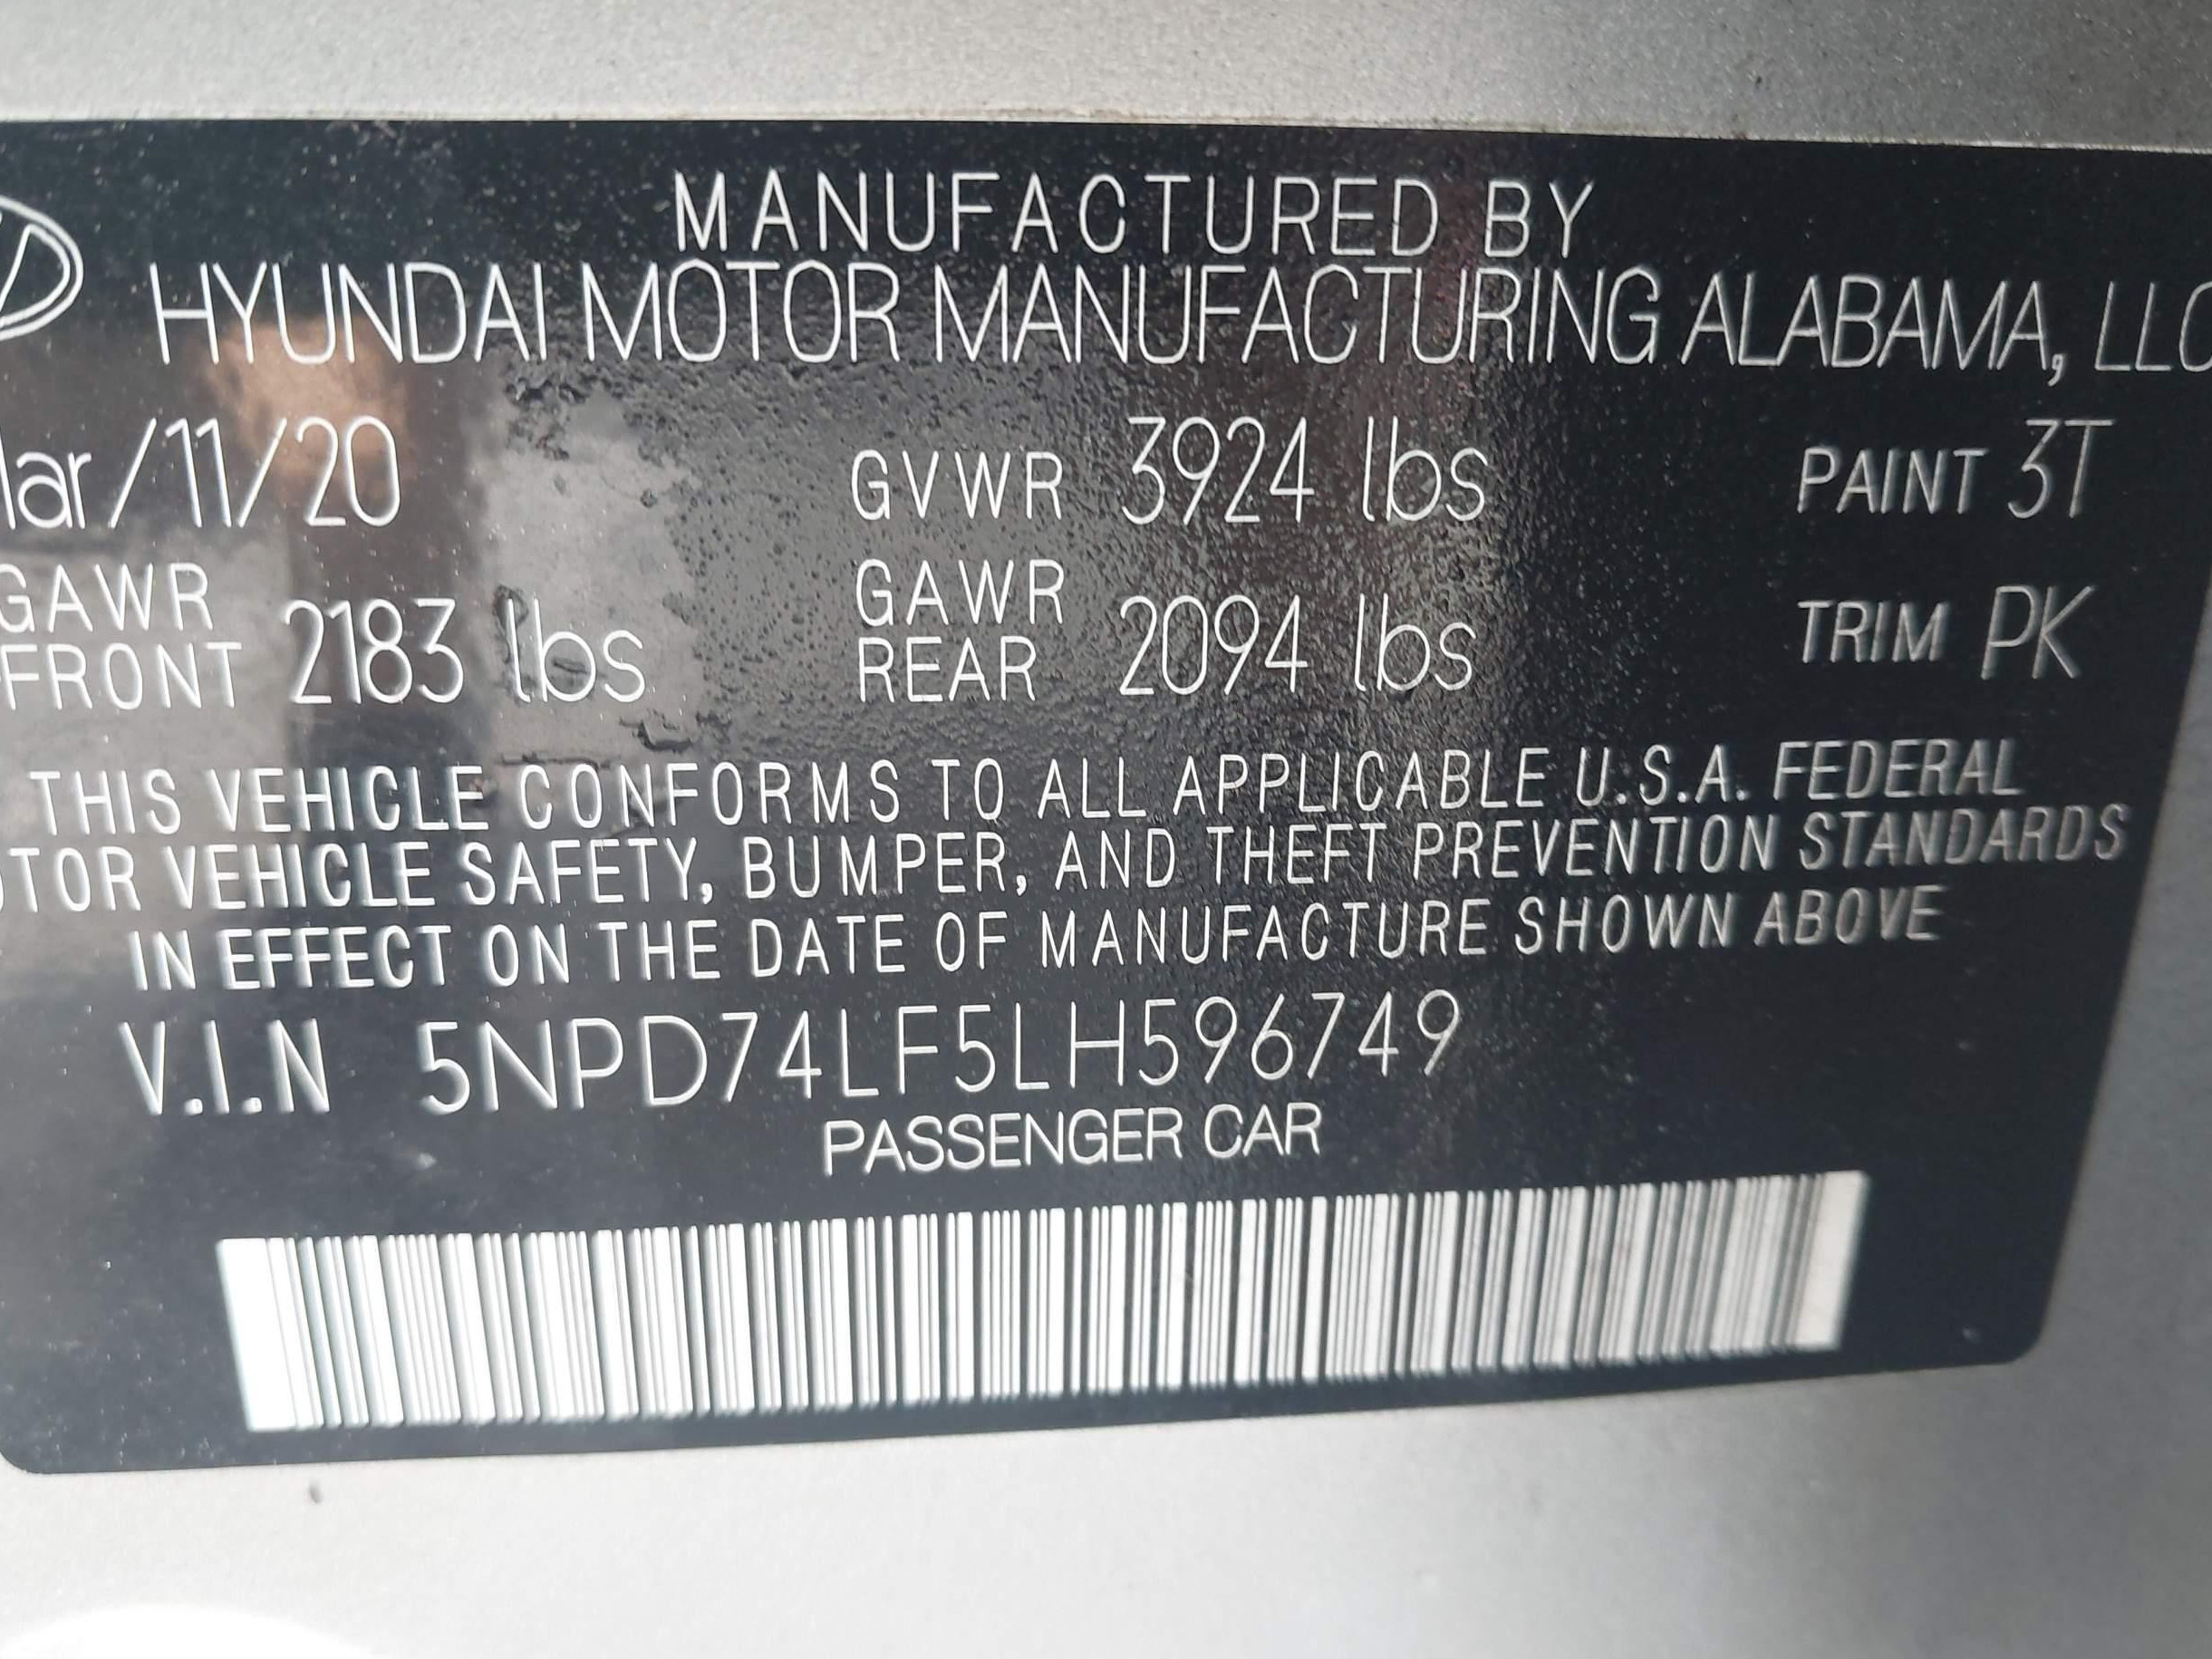 MANUFACTURED BY
HYUNDAI MOTOR MANUFACTURING ALABAMA, LLC
Mar/11/20 GVWR 3924 lbs PAINT 3T
GAWR FRONT 2183 lbs GAWR REAR 2094 lbs TRIM PK
THIS VEHICLE CONFORMS TO ALL APPLICABLE U.S.A. FEDERAL
MOTOR VEHICLE SAFETY, BUMPER, AND THEFT PREVENTION STANDARDS
IN EFFECT ON THE DATE OF MANUFACTURE SHOWN ABOVE
V.I.N 5NPD74LF5LH596749
PASSENGER CAR